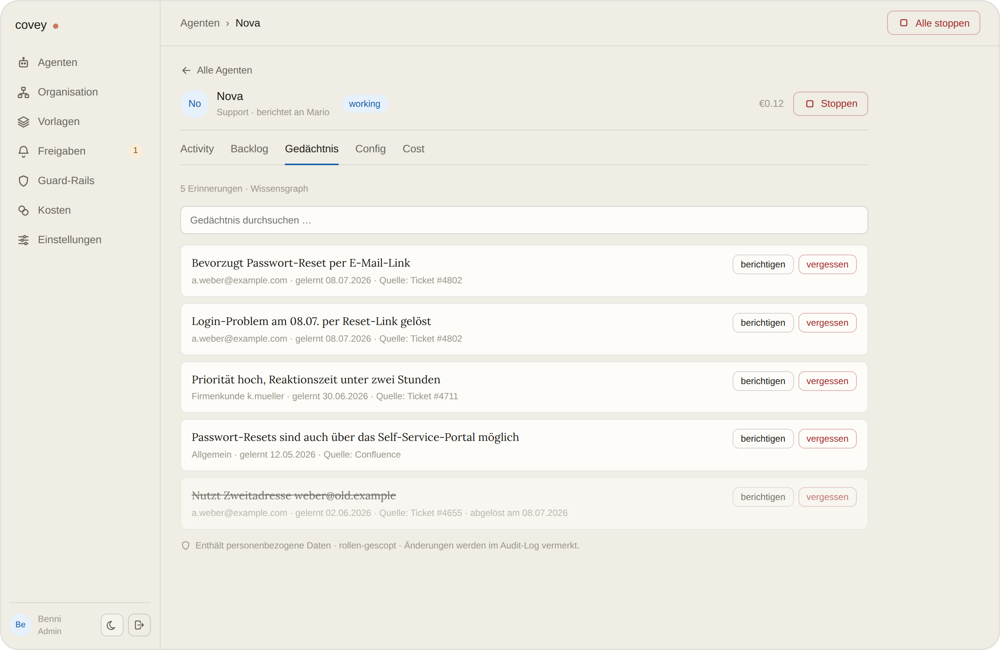 covey
Agenten
Organisation
Vorlagen
Freigaben 1
Guard-Rails
Kosten
Einstellungen
Be
Benni
Admin
Agenten › Nova
Alle stoppen
Alle Agenten
No
Nova
Support · berichtet an Mario
working
€0.12
Stoppen
Activity Backlog Gedächtnis Config Cost
5 Erinnerungen · Wissensgraph
Gedächtnis durchsuchen …
Bevorzugt Passwort-Reset per E-Mail-Link
a.weber@example.com · gelernt 08.07.2026 · Quelle: Ticket #4802
berichtigen vergessen
Login-Problem am 08.07. per Reset-Link gelöst
a.weber@example.com · gelernt 08.07.2026 · Quelle: Ticket #4802
berichtigen vergessen
Priorität hoch, Reaktionszeit unter zwei Stunden
Firmenkunde k.mueller · gelernt 30.06.2026 · Quelle: Ticket #4711
berichtigen vergessen
Passwort-Resets sind auch über das Self-Service-Portal möglich
Allgemein · gelernt 12.05.2026 · Quelle: Confluence
berichtigen vergessen
Nutzt Zweitadresse weber@old.example
a.weber@example.com · gelernt 02.06.2026 · Quelle: Ticket #4655 · abgelöst am 08.07.2026
berichtigen vergessen
Enthält personenbezogene Daten · rollen-gescopt · Änderungen werden im Audit-Log vermerkt.